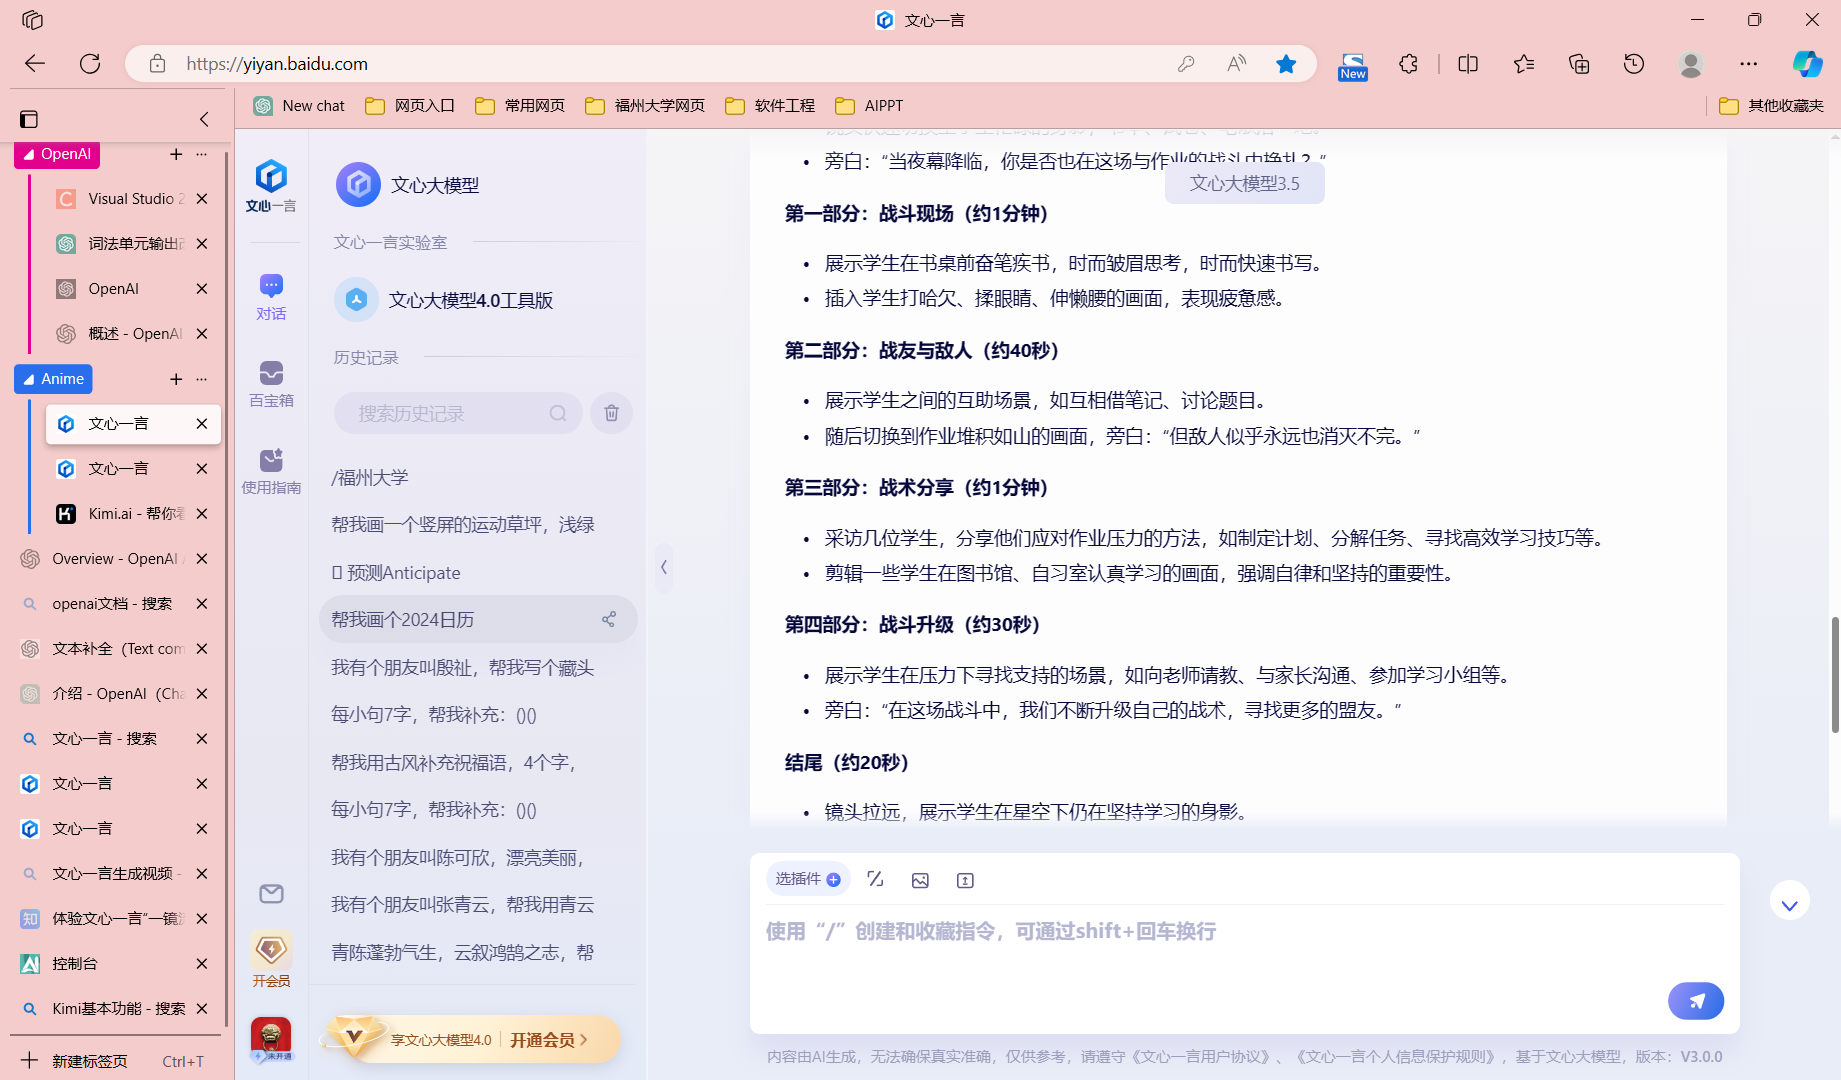 文心一言
https://yiyan.baidu.com
New
New chat
网页入口
常用网页
福州大学网页
软件工程
AIPPT
其他收藏夹
OpenAI
Visual Studio 2
词法单元输出
OpenAI
概述 - OpenAI
Anime
文心一言
文心一言
Kimi.ai - 帮你看
Overview - OpenAI
openai文档 - 搜索
文本补全（Text com
介绍 - OpenAI（Cha
文心一言 - 搜索
文心一言
文心一言
文心一言生成视频 -
知
体验文心一言“一镜
控制台
Kimi基本功能 - 搜索
新建标签页
Ctrl+T
文心一言
对话
百宝箱
使用指南
开会员
未开通
文心大模型
文心一言实验室
文心大模型4.0工具版
历史记录
搜索历史记录
/福州大学
帮我画一个竖屏的运动草坪，浅绿
预测Anticipate
帮我画个2024日历
我有个朋友叫殷祉，帮我写个藏头
每小句7字，帮我补充：()()
帮我用古风补充祝福语，4个字，
每小句7字，帮我补充：()()
我有个朋友叫陈可欣，漂亮美丽，
我有个朋友叫张青云，帮我用青云
青陈蓬勃气生，云叙鸿鹄之志，帮
享文心大模型4.0
开通会员
• 旁白：“当夜幕降临，你是否也在这场与作业的战斗中挣扎？”
文心大模型3.5
第一部分：战斗现场（约1分钟）
• 展示学生在书桌前奋笔疾书，时而皱眉思考，时而快速书写。
• 插入学生打哈欠、揉眼睛、伸懒腰的画面，表现疲惫感。
第二部分：战友与敌人（约40秒）
• 展示学生之间的互助场景，如互相借笔记、讨论题目。
• 随后切换到作业堆积如山的画面，旁白：“但敌人似乎永远也消灭不完。”
第三部分：战术分享（约1分钟）
• 采访几位学生，分享他们应对作业压力的方法，如制定计划、分解任务、寻找高效学习技巧等。
• 剪辑一些学生在图书馆、自习室认真学习的画面，强调自律和坚持的重要性。
第四部分：战斗升级（约30秒）
• 展示学生在压力下寻找支持的场景，如向老师请教、与家长沟通、参加学习小组等。
• 旁白：“在这场战斗中，我们不断升级自己的战术，寻找更多的盟友。”
结尾（约20秒）
• 镜头拉远，展示学生在星空下仍在坚持学习的身影。
选插件
使用“/”创建和收藏指令，可通过shift+回车换行
内容由AI生成，无法确保真实准确，仅供参考，请遵守《文心一言用户协议》、《文心一言个人信息保护规则》，基于文心大模型，版本：V3.0.0